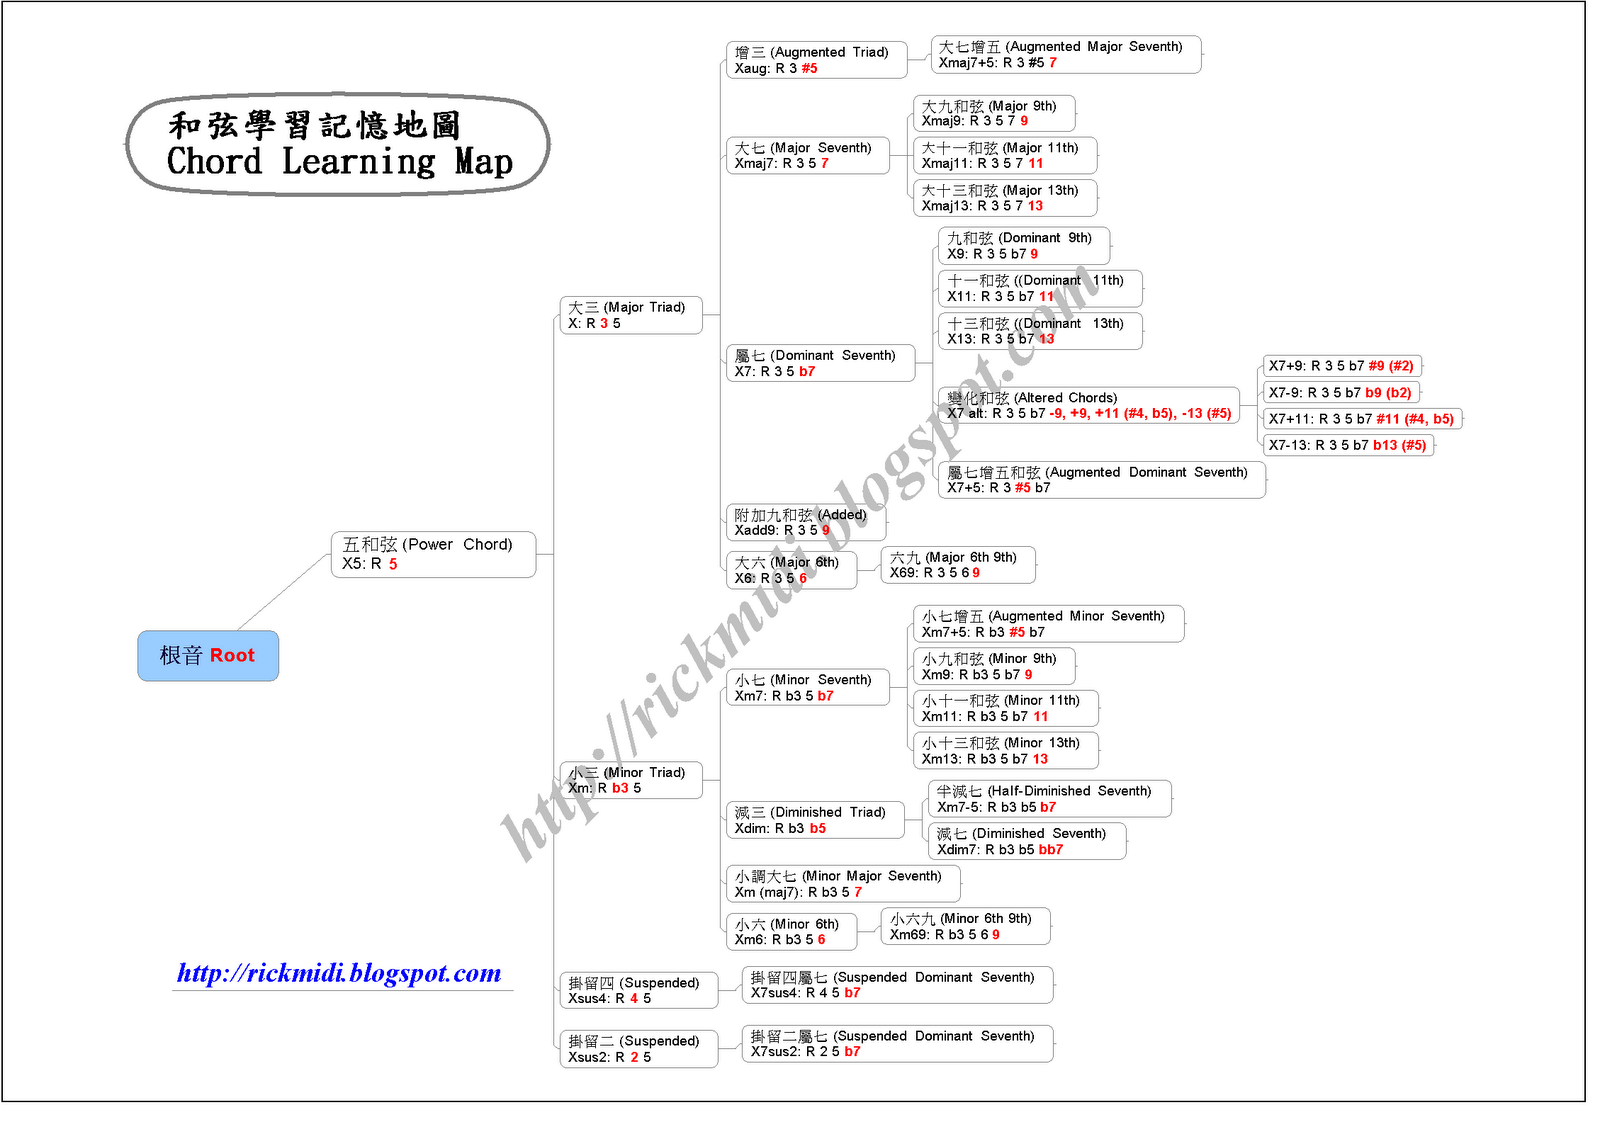 和弦學習記憶地圖
Chord Learning Map
根音 Root
五和弦 (Power Chord)
X5: R 5
大三 (Major Triad)
X: R 3 5
增三 (Augmented Triad)
Xaug: R 3 #5
大七增五 (Augmented Major Seventh)
Xmaj7+5: R 3 #5 7
大七 (Major Seventh)
Xmaj7: R 3 5 7
大九和弦 (Major 9th)
Xmaj9: R 3 5 7 9
大十一和弦 (Major 11th)
Xmaj11: R 3 5 7 11
大十三和弦 (Major 13th)
Xmaj13: R 3 5 7 13
屬七 (Dominant Seventh)
X7: R 3 5 b7
九和弦 (Dominant 9th)
X9: R 3 5 b7 9
十一和弦 ((Dominant 11th)
X11: R 3 5 b7 11
十三和弦 ((Dominant 13th)
X13: R 3 5 b7 13
變化和弦 (Altered Chords)
X7 alt: R 3 5 b7 -9, +9, +11 (#4, b5), -13 (#5)
X7+9: R 3 5 b7 #9 (#2)
X7-9: R 3 5 b7 b9 (b2)
X7+11: R 3 5 b7 #11 (#4, b5)
X7-13: R 3 5 b7 b13 (#5)
屬七增五和弦 (Augmented Dominant Seventh)
X7+5: R 3 #5 b7
附加九和弦 (Added)
Xadd9: R 3 5 9
大六 (Major 6th)
X6: R 3 5 6
六九 (Major 6th 9th)
X69: R 3 5 6 9
小三 (Minor Triad)
Xm: R b3 5
小七 (Minor Seventh)
Xm7: R b3 5 b7
小七增五 (Augmented Minor Seventh)
Xm7+5: R b3 #5 b7
小九和弦 (Minor 9th)
Xm9: R b3 5 b7 9
小十一和弦 (Minor 11th)
Xm11: R b3 5 b7 11
小十三和弦 (Minor 13th)
Xm13: R b3 5 b7 13
減三 (Diminished Triad)
Xdim: R b3 b5
半減七 (Half-Diminished Seventh)
Xm7-5: R b3 b5 b7
減七 (Diminished Seventh)
Xdim7: R b3 b5 bb7
小調大七 (Minor Major Seventh)
Xm (maj7): R b3 5 7
小六 (Minor 6th)
Xm6: R b3 5 6
小六九 (Minor 6th 9th)
Xm69: R b3 5 6 9
掛留四 (Suspended)
Xsus4: R 4 5
掛留四屬七 (Suspended Dominant Seventh)
X7sus4: R 4 5 b7
掛留二 (Suspended)
Xsus2: R 2 5
掛留二屬七 (Suspended Dominant Seventh)
X7sus2: R 2 5 b7
http://rickmidi.blogspot.com
http://rickmidi.blogspot.com